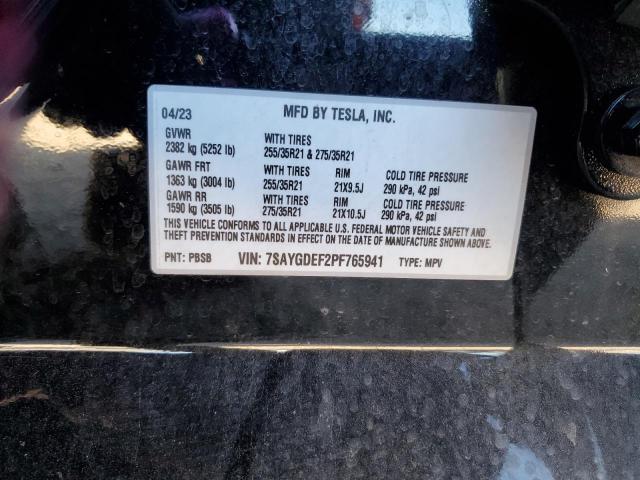 04/23 MFD BY TESLA, INC.
GVWR WITH TIRES
2382 kg (5252 lb) 255/35R21 & 275/35R21
GAWR FRT WITH TIRES RIM COLD TIRE PRESSURE
1363 kg (3004 lb) 255/35R21 21X9.5J 290 kPa, 42 psi
GAWR RR WITH TIRES RIM COLD TIRE PRESSURE
1590 kg (3505 lb) 275/35R21 21X10.5J 290 kPa, 42 psi
THIS VEHICLE CONFORMS TO ALL APPLICABLE U.S. FEDERAL MOTOR VEHICLE SAFETY AND
THEFT PREVENTION STANDARDS IN EFFECT ON THE DATE OF MANUFACTURE SHOWN ABOVE.
PNT: PBSB VIN: 7SAYGDEF2PF765941 TYPE: MPV